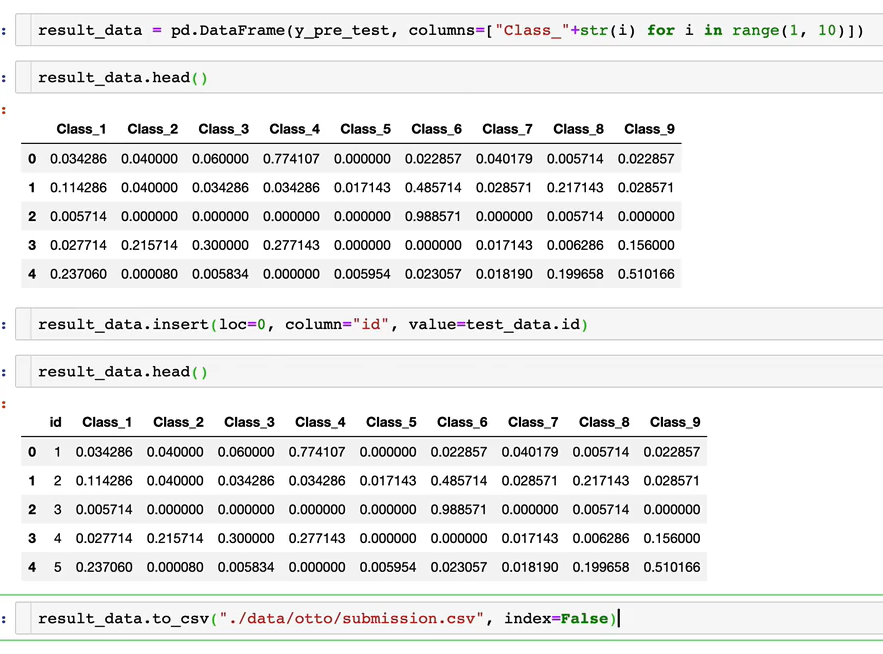 : result_data = pd.DataFrame(y_pre_test, columns=["Class_"+str(i) for i in range(1, 10)])
: result_data.head()
:
Class_1 Class_2 Class_3 Class_4 Class_5 Class_6 Class_7 Class_8 Class_9
0 0.034286 0.040000 0.060000 0.774107 0.000000 0.022857 0.040179 0.005714 0.022857
1 0.114286 0.040000 0.034286 0.034286 0.017143 0.485714 0.028571 0.217143 0.028571
2 0.005714 0.000000 0.000000 0.000000 0.000000 0.988571 0.000000 0.005714 0.000000
3 0.027714 0.215714 0.300000 0.277143 0.000000 0.000000 0.017143 0.006286 0.156000
4 0.237060 0.000080 0.005834 0.000000 0.005954 0.023057 0.018190 0.199658 0.510166
: result_data.insert(loc=0, column="id", value=test_data.id)
: result_data.head()
:
id Class_1 Class_2 Class_3 Class_4 Class_5 Class_6 Class_7 Class_8 Class_9
0 1 0.034286 0.040000 0.060000 0.774107 0.000000 0.022857 0.040179 0.005714 0.022857
1 2 0.114286 0.040000 0.034286 0.034286 0.017143 0.485714 0.028571 0.217143 0.028571
2 3 0.005714 0.000000 0.000000 0.000000 0.000000 0.988571 0.000000 0.005714 0.000000
3 4 0.027714 0.215714 0.300000 0.277143 0.000000 0.000000 0.017143 0.006286 0.156000
4 5 0.237060 0.000080 0.005834 0.000000 0.005954 0.023057 0.018190 0.199658 0.510166
: result_data.to_csv("./data/otto/submission.csv", index=False)